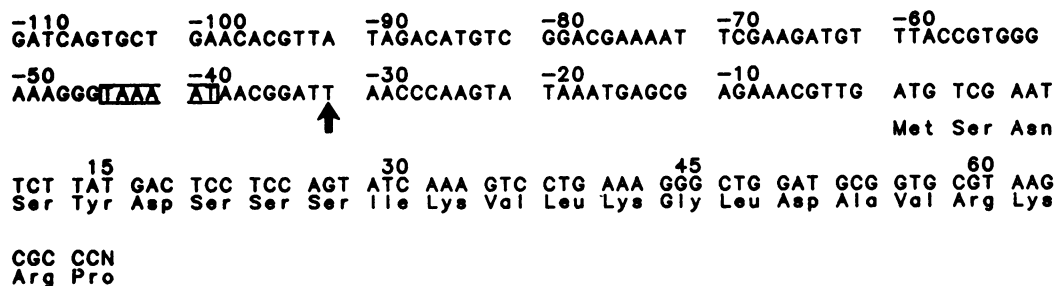 -110 -100 -90 -80 -70 -60
GATCAGTGCT GAACACGTTA TAGACATGTC GGACGAAAAT TCGAAGATGT TTACCGTGGG
-50 -40 -30 -20 -10
AAAGGGTAAA ATAACGGATT AACCCAAGTA TAAATGAGCG AGAAACGTTG ATG TCG AAT
Met Ser Asn
15 30 45 60
TCT TAT GAC TCC TCC AGT ATC AAA GTC CTG AAA GGG CTG GAT GCG GTG CGT AAG
Ser Tyr Asp Ser Ser Ser Ile Lys Val Leu Lys Gly Leu Asp Ala Val Arg Lys
CGC CCN
Arg Pro